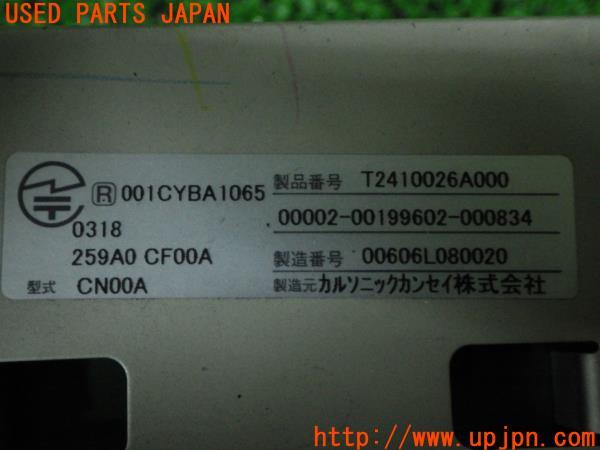 USED PARTS JAPAN
R 001CYBA1065
0318
259A0 CF00A
型式 CN00A
製品番号 T2410026A000
00002-00199602-000834
製造番号 00606L080020
製造元 カルソニックカンセイ株式会社
http://www.upjpn.com